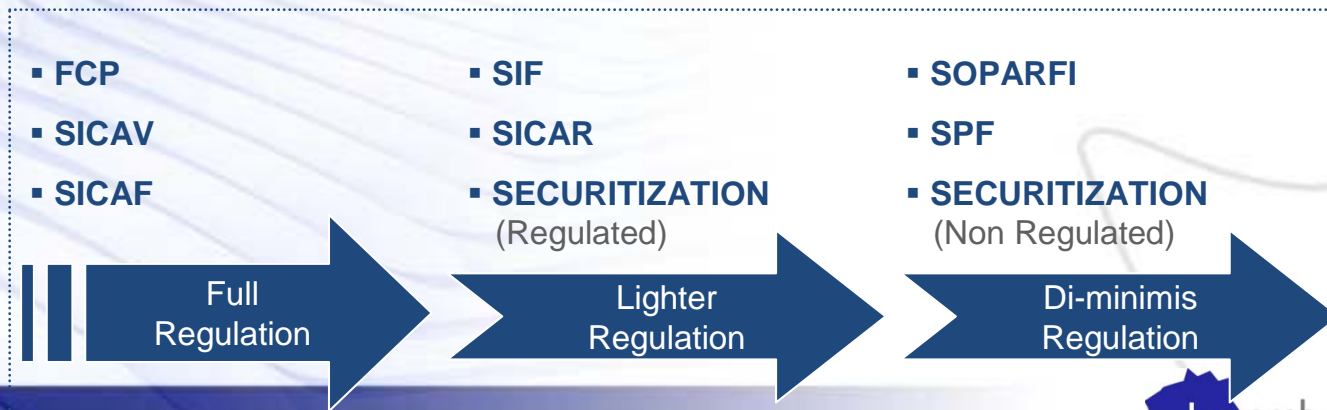 ▪ FCP
▪ SICAV
▪ SICAF
Full
Regulation
▪ SIF
▪ SICAR
▪ SECURITIZATION
(Regulated)
Lighter
Regulation
▪ SOPARFI
▪ SPF
▪ SECURITIZATION
(Non Regulated)
Di-minimis
Regulation